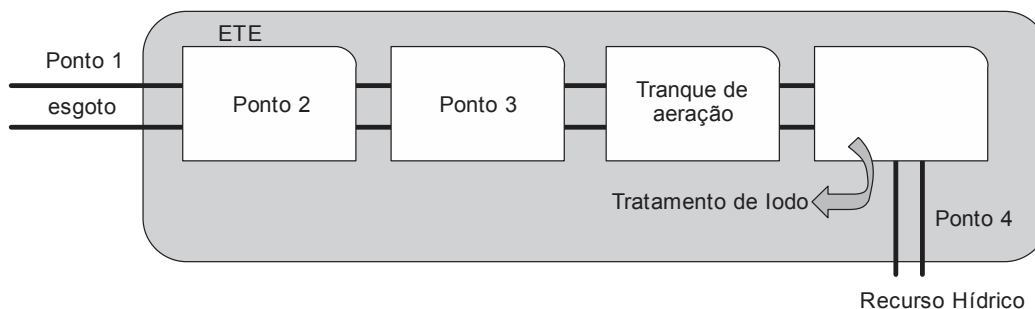 ETE
Ponto 1
esgoto
Ponto 2
Ponto 3
Tranque de
aeração
Tratamento de lodo
Ponto 4
Recurso Hídrico